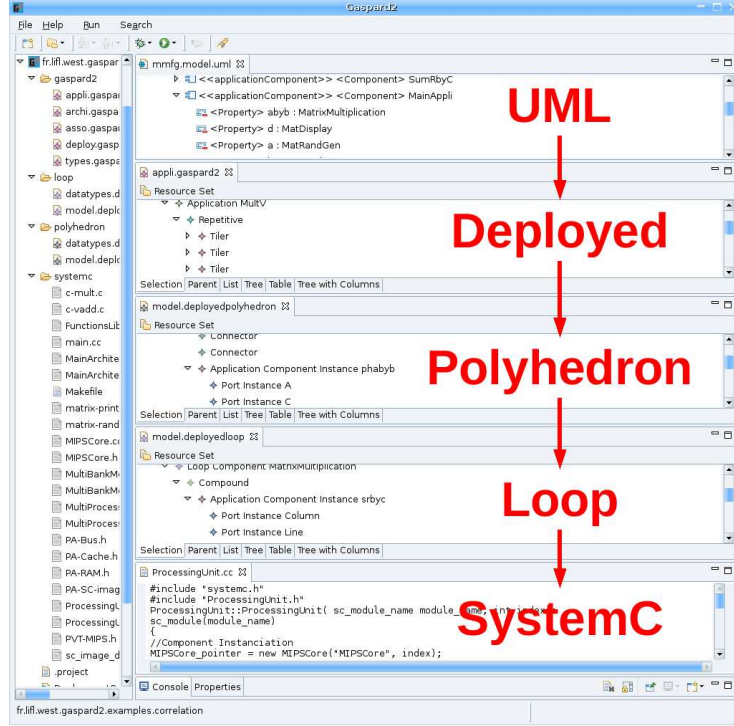 Gaspard2
File Help Run Search
fr.lifl.west.gaspar
gaspard2
appli.gaspar
archi.gaspa
asso.gaspar
deploy.gasp
types.gaspa
loop
datatypes.d
model.deplo
polyhedron
datatypes.d
model.deplo
systemc
c-mult.c
c-vadd.c
FunctionsLib
main.cc
MainArchite
MainArchite
Makefile
matrix-print
matrix-rand
MIPSCore.cc
MIPSCore.h
MultiBankMe
MultiBankMe
MultiProces
MultiProces
PA-Bus.h
PA-Cache.h
PA-RAM.h
PA-SC-imag
ProcessingU
ProcessingU
PVT-MIPS.h
sc_image_d
.project
mmfg.model.uml
<<applicationComponent>> <Component> SumRbyC
<<applicationComponent>> <Component> MainAppli
<Property> abyb : MatrixMultiplication
<Property> d : MatDisplay
<Property> a : MatRandGen
UML
appli.gaspard2
Resource Set
Application MultV
Repetitive
Tiler
Tiler
Tiler
Selection Parent List Tree Table Tree with Columns
Deployed
model.deployedpolyhedron
Resource Set
Connector
Connector
Application Component Instance phabyb
Port Instance A
Port Instance C
Selection Parent List Tree Table Tree with Columns
Polyhedron
model.deployedloop
Resource Set
Loop Component MatrixMultiplication
Compound
Application Component Instance srbyc
Port Instance Column
Port Instance Line
Selection Parent List Tree Table Tree with Columns
Loop
ProcessingUnit.cc
#include "systemc.h"
#include "ProcessingUnit.h"
ProcessingUnit::ProcessingUnit( sc_module_name module_name, int index
sc_module(module_name)
{
//Component Instanciation
MIPSCore_pointer = new MIPSCore("MIPSCore", index);
SystemC
Console Properties
fr.lifl.west.gaspard2.examples.correlation